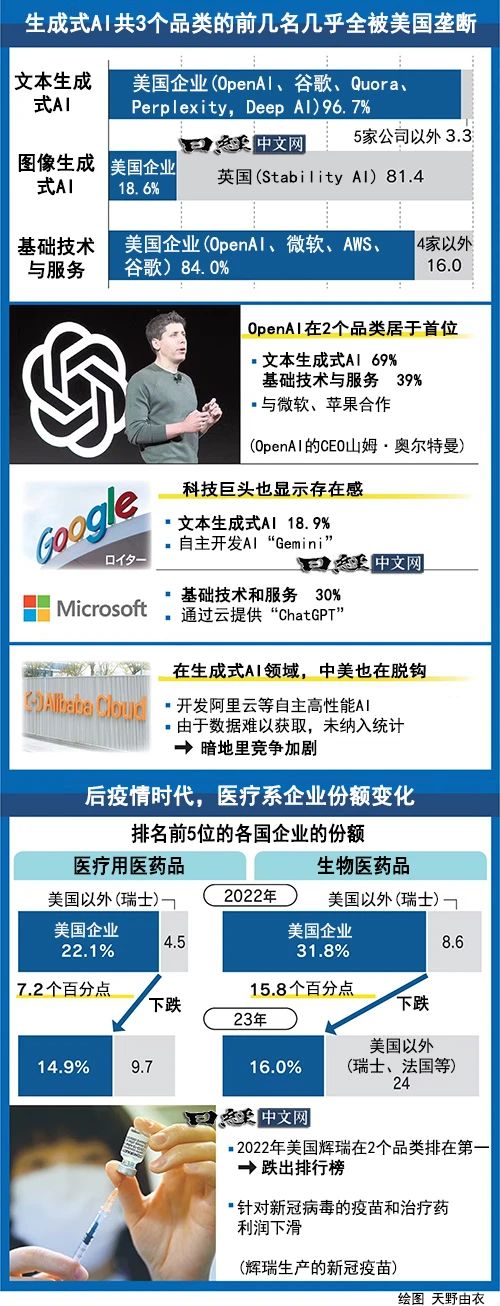 生成式AI共3个品类的前几名几乎全被美国垄断
文本生成
式AI
美国企业(OpenAI、谷歌、Quora、
Perplexity, Deep AI)96.7%
5家公司以外 3.3
日経中文网
图像生成
式AI
美国企业
18.6%
英国(Stability AI) 81.4
基础技术
与服务
美国企业(OpenAI、微软、AWS、
谷歌)84.0%
4家以外
16.0
OpenAI在2个品类居于首位
▪ 文本生成式AI 69%
基础技术与服务 39%
▪ 与微软、苹果合作
(OpenAI的CEO山姆·奥尔特曼)
科技巨头也显示存在感
Google
ロイター
▪ 文本生成式AI 18.9%
▪ 自主开发AI“Gemini”
日経中文网
Microsoft
▪ 基础技术和服务 30%
▪ 通过云提供“ChatGPT”
在生成式AI领域，中美也在脱钩
Alibaba Cloud
▪ 开发阿里云等自主高性能AI
▪ 由于数据难以获取，未纳入统计
➔ 暗地里竞争加剧
后疫情时代，医疗系企业份额变化
排名前5位的各国企业的份额
医疗用医药品
生物医药品
美国以外(瑞士)
2022年
美国以外(瑞士)
美国企业
22.1%
4.5
美国企业
31.8%
8.6
7.2个百分点
下跌
15.8个百分点
下跌
23年
14.9%
9.7
16.0%
美国以外
(瑞士、法国等)
24
日経中文网
▪ 2022年美国辉瑞在2个品类排在第一
➔ 跌出排行榜
▪ 针对新冠病毒的疫苗和治疗药
利润下滑
(辉瑞生产的新冠疫苗)
绘图 天野由衣